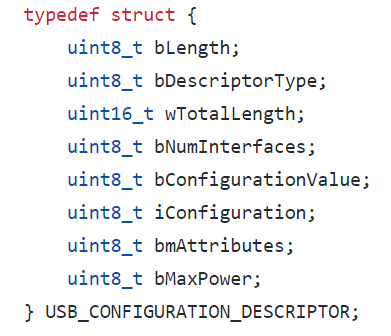 typedef struct {
    uint8_t bLength;
    uint8_t bDescriptorType;
    uint16_t wTotalLength;
    uint8_t bNumInterfaces;
    uint8_t bConfigurationValue;
    uint8_t iConfiguration;
    uint8_t bmAttributes;
    uint8_t bMaxPower;
} USB_CONFIGURATION_DESCRIPTOR;